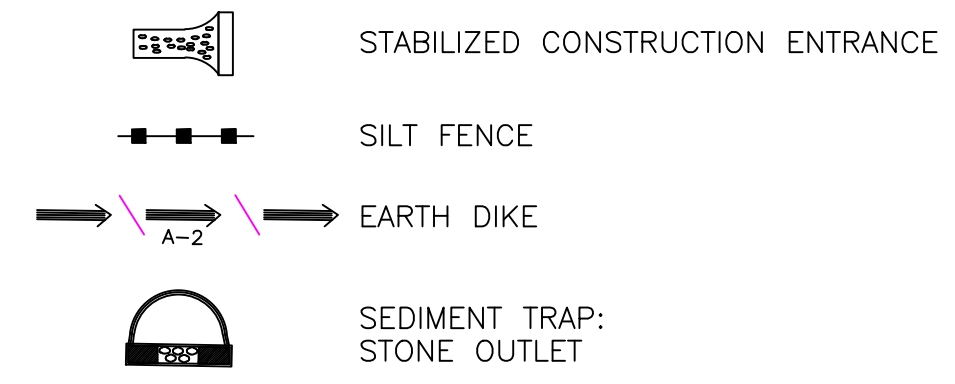 STABILIZED CONSTRUCTION ENTRANCE
SILT FENCE
A-2
EARTH DIKE
SEDIMENT TRAP:
STONE OUTLET